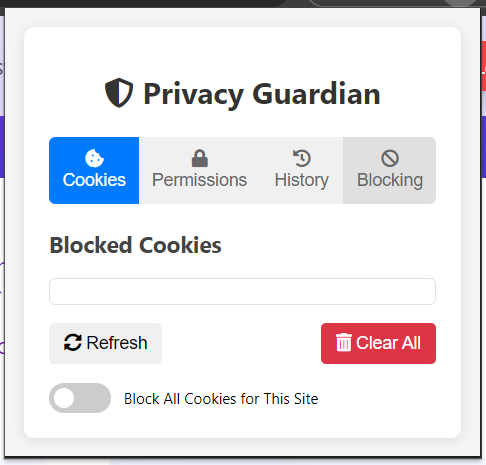 Privacy Guardian
Cookies
Permissions
History
Blocking
Blocked Cookies
Refresh
Clear All
Block All Cookies for This Site